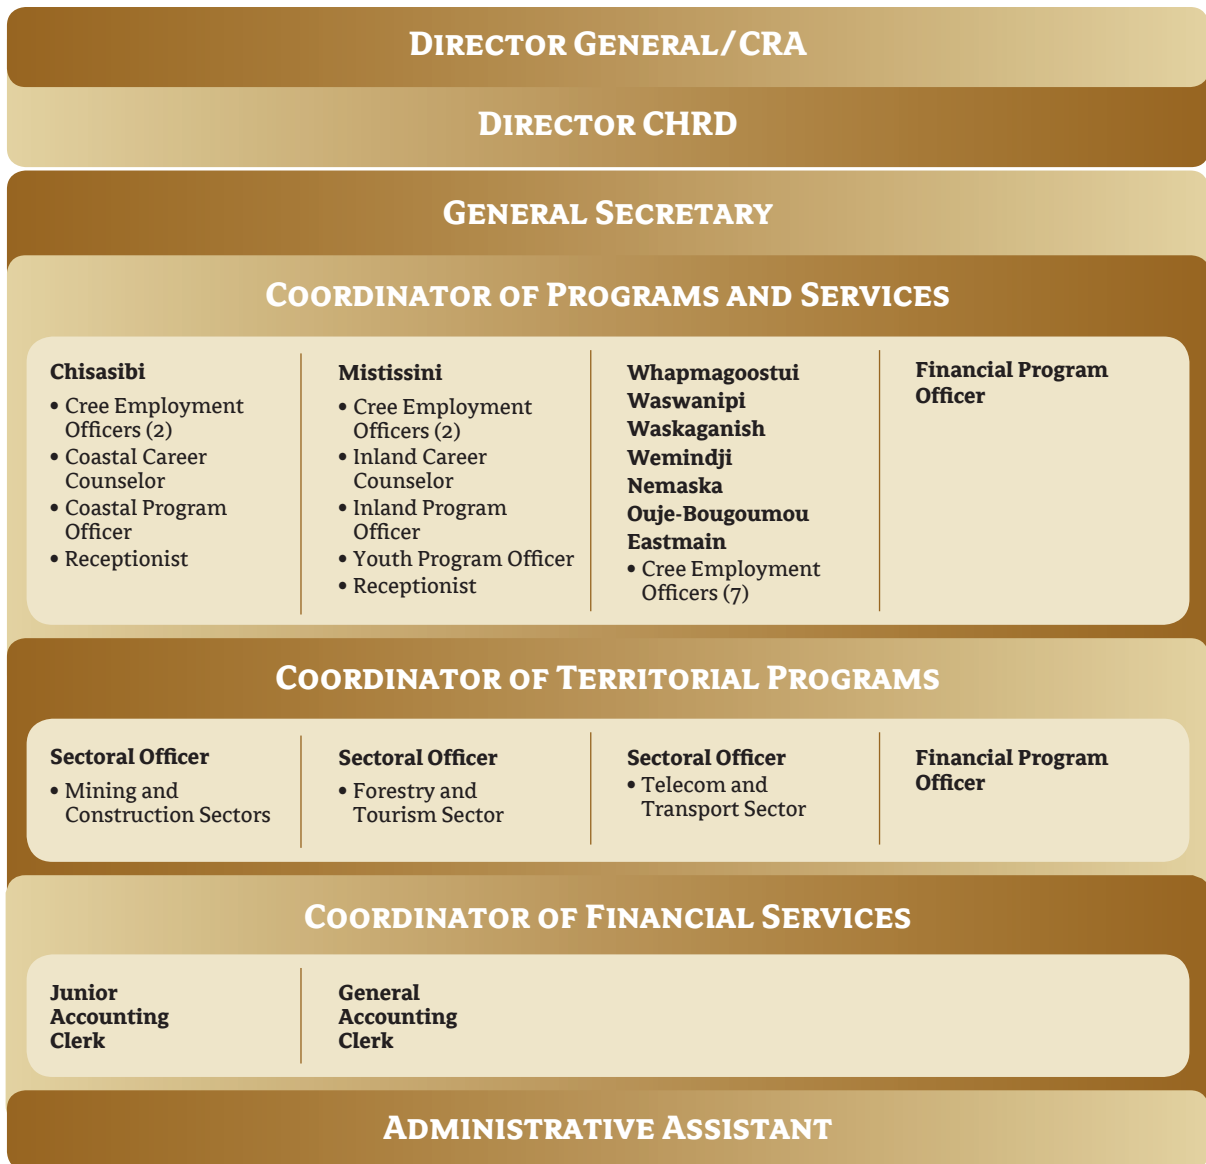 Director General/CRA
Director CHRD
General Secretary
Coordinator of Programs and Services
Chisasibi
• Cree Employment
Officers (2)
• Coastal Career
Counselor
• Coastal Program
Officer
• Receptionist
Mistissini
• Cree Employment
Officers (2)
• Inland Career
Counselor
• Inland Program
Officer
• Youth Program Officer
• Receptionist
Whapmagoostui
Waswanipi
Waskaganish
Wemindji
Nemaska
Ouje-Bougoumou
Eastmain
• Cree Employment
Officers (7)
Financial Program
Officer
Coordinator of Territorial Programs
Sectoral Officer
• Mining and
Construction Sectors
Sectoral Officer
• Forestry and
Tourism Sector
Sectoral Officer
• Telecom and
Transport Sector
Financial Program
Officer
Coordinator of Financial Services
Junior
Accounting
Clerk
General
Accounting
Clerk
Administrative Assistant